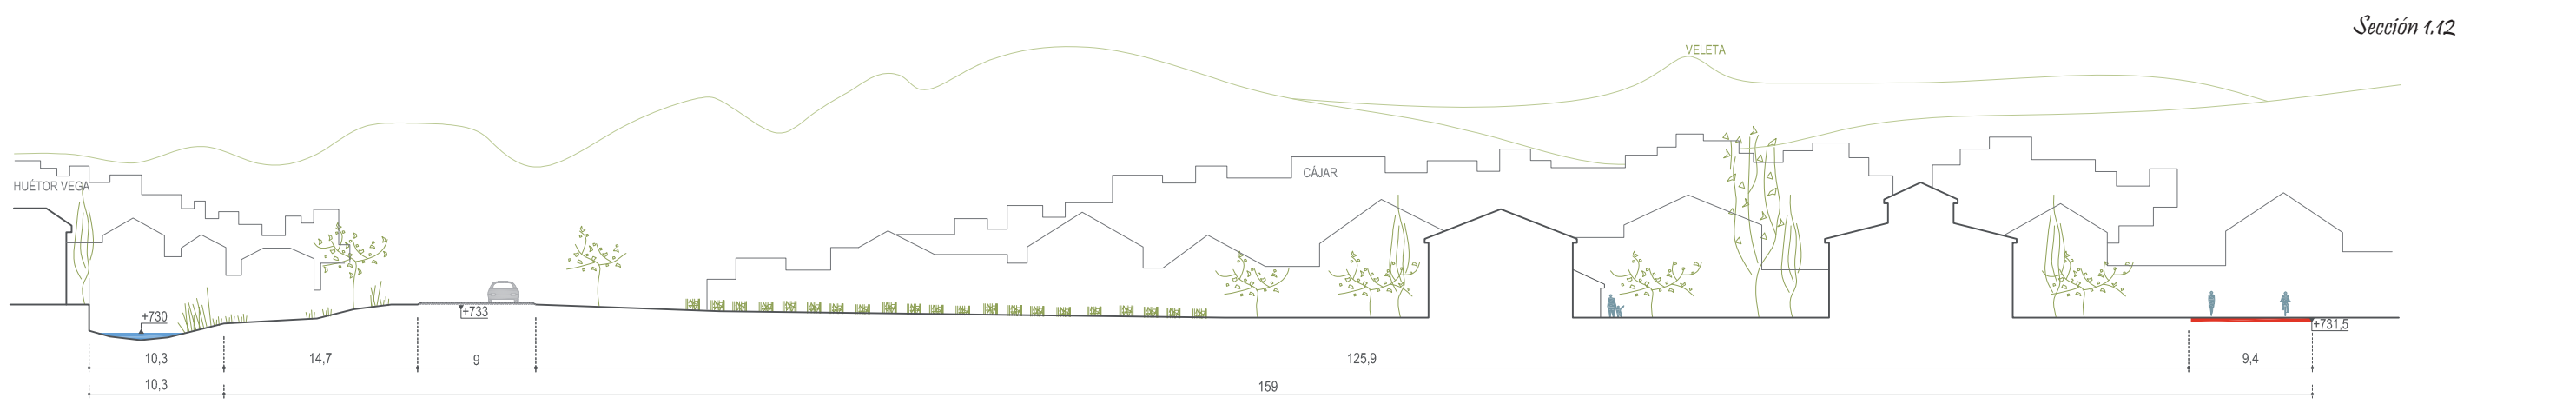 Sección 1.12
VELETA
CÁJAR
HUÉTOR VEGA
+730
+733
+731,5
10,3
14,7
9
125,9
9,4
10,3
159